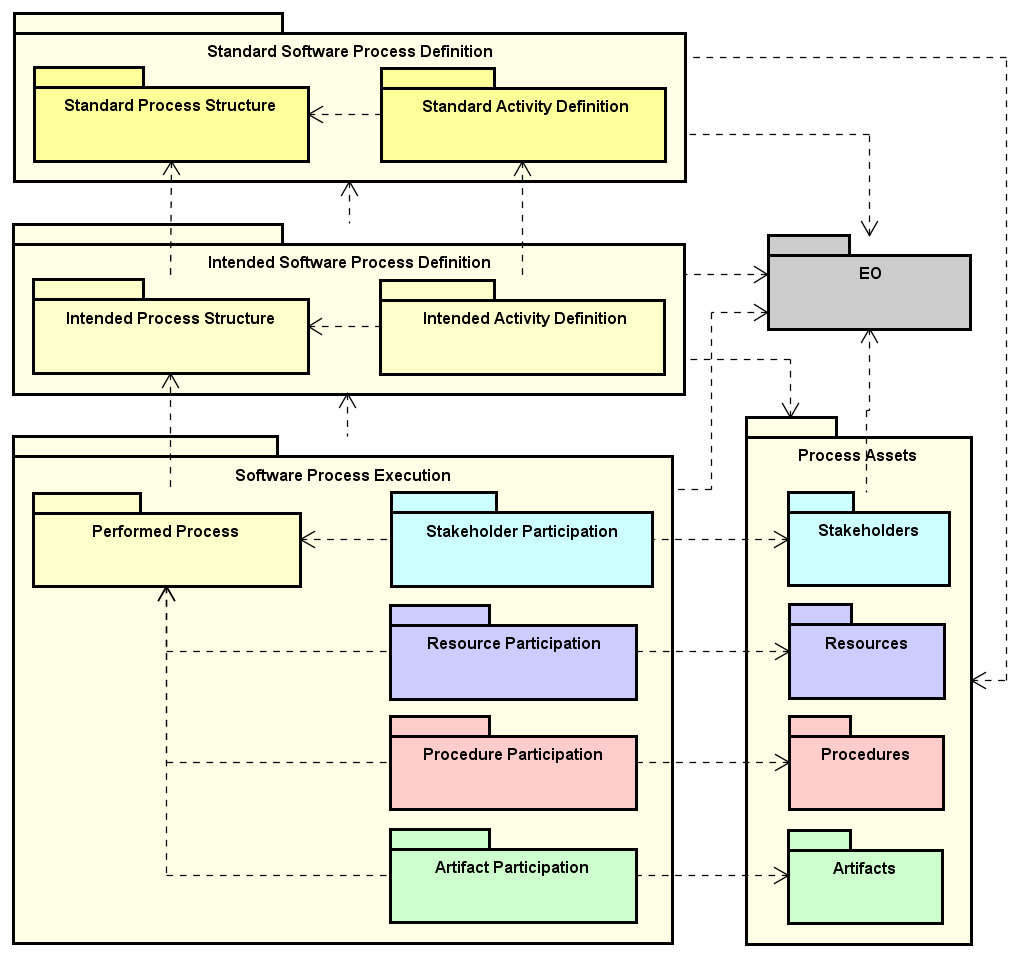 Standard Software Process Definition
Standard Process Structure
Standard Activity Definition
Intended Software Process Definition
Intended Process Structure
Intended Activity Definition
EO
Software Process Execution
Performed Process
Stakeholder Participation
Resource Participation
Procedure Participation
Artifact Participation
Process Assets
Stakeholders
Resources
Procedures
Artifacts